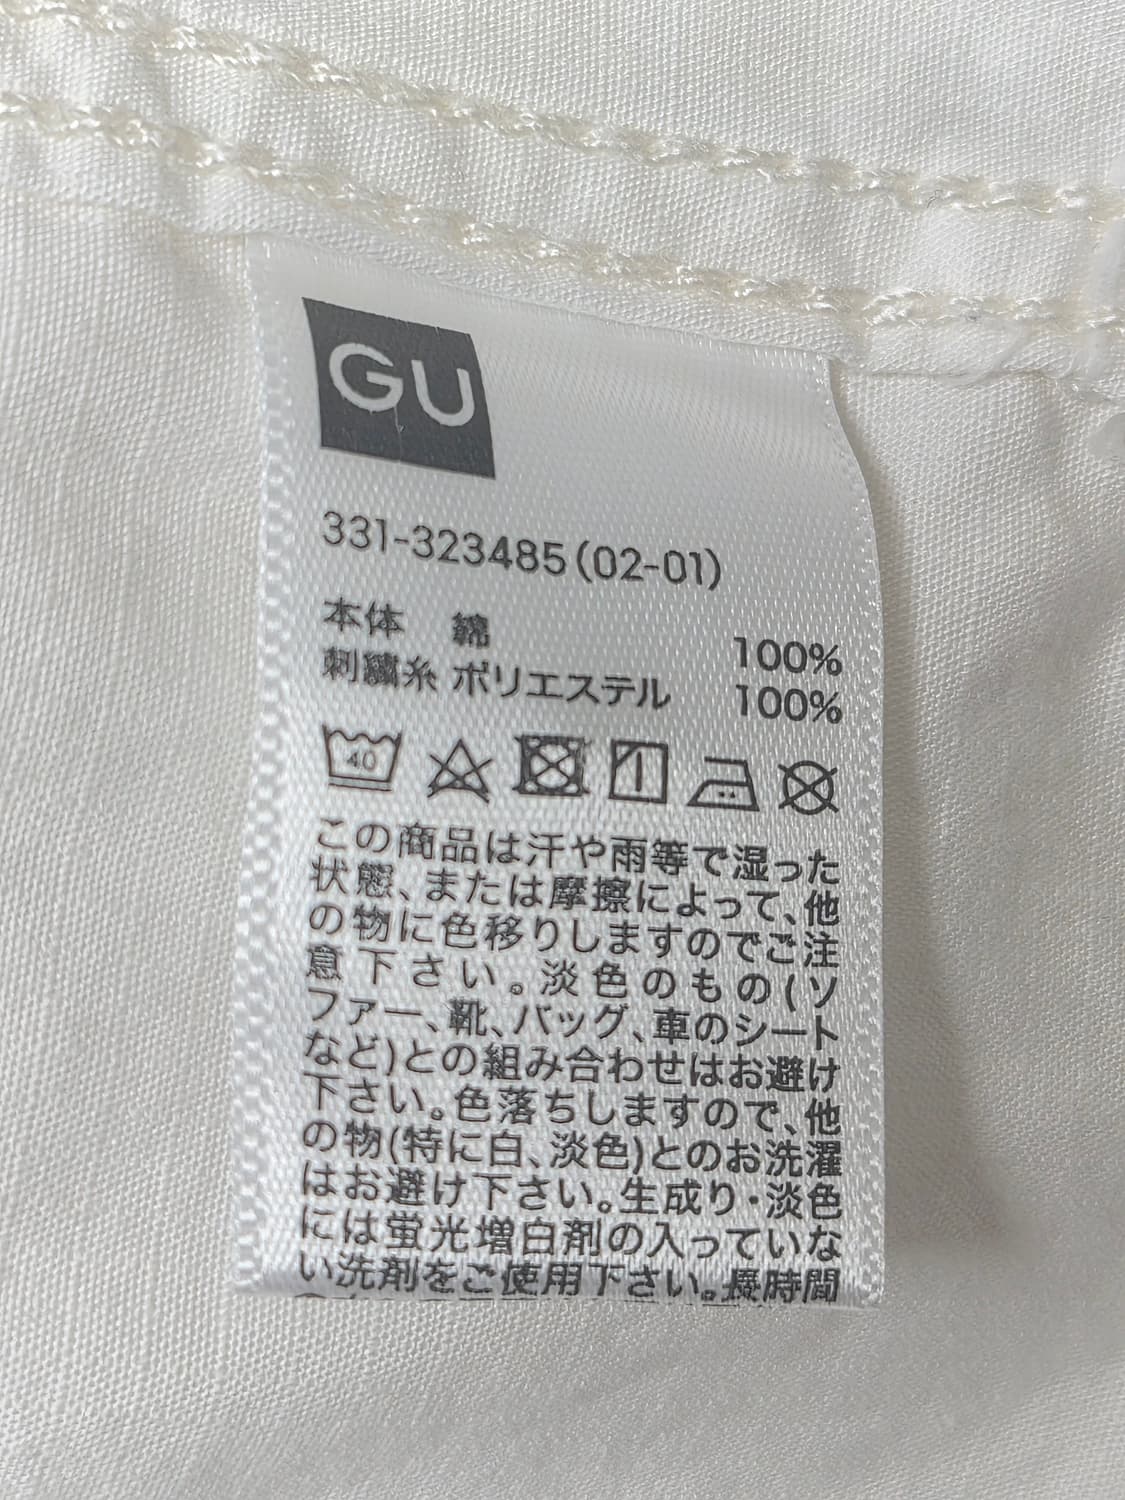 GU
331-323485(02-01)
本体 綿 100%
刺繍糸 ポリエステル 100%
40
この商品は汗や雨等で湿った
状態、または摩擦によって、他
の物に色移りしますのでご注
意下さい。淡色のもの(ソ
ファー、靴、バッグ、車のシート
など)との組み合わせはお避け
下さい。色落ちしますので、他
の物(特に白、淡色)とのお洗濯
はお避け下さい。生成り・淡色
には蛍光増白剤の入っていな
い洗剤をご使用下さい。長時間